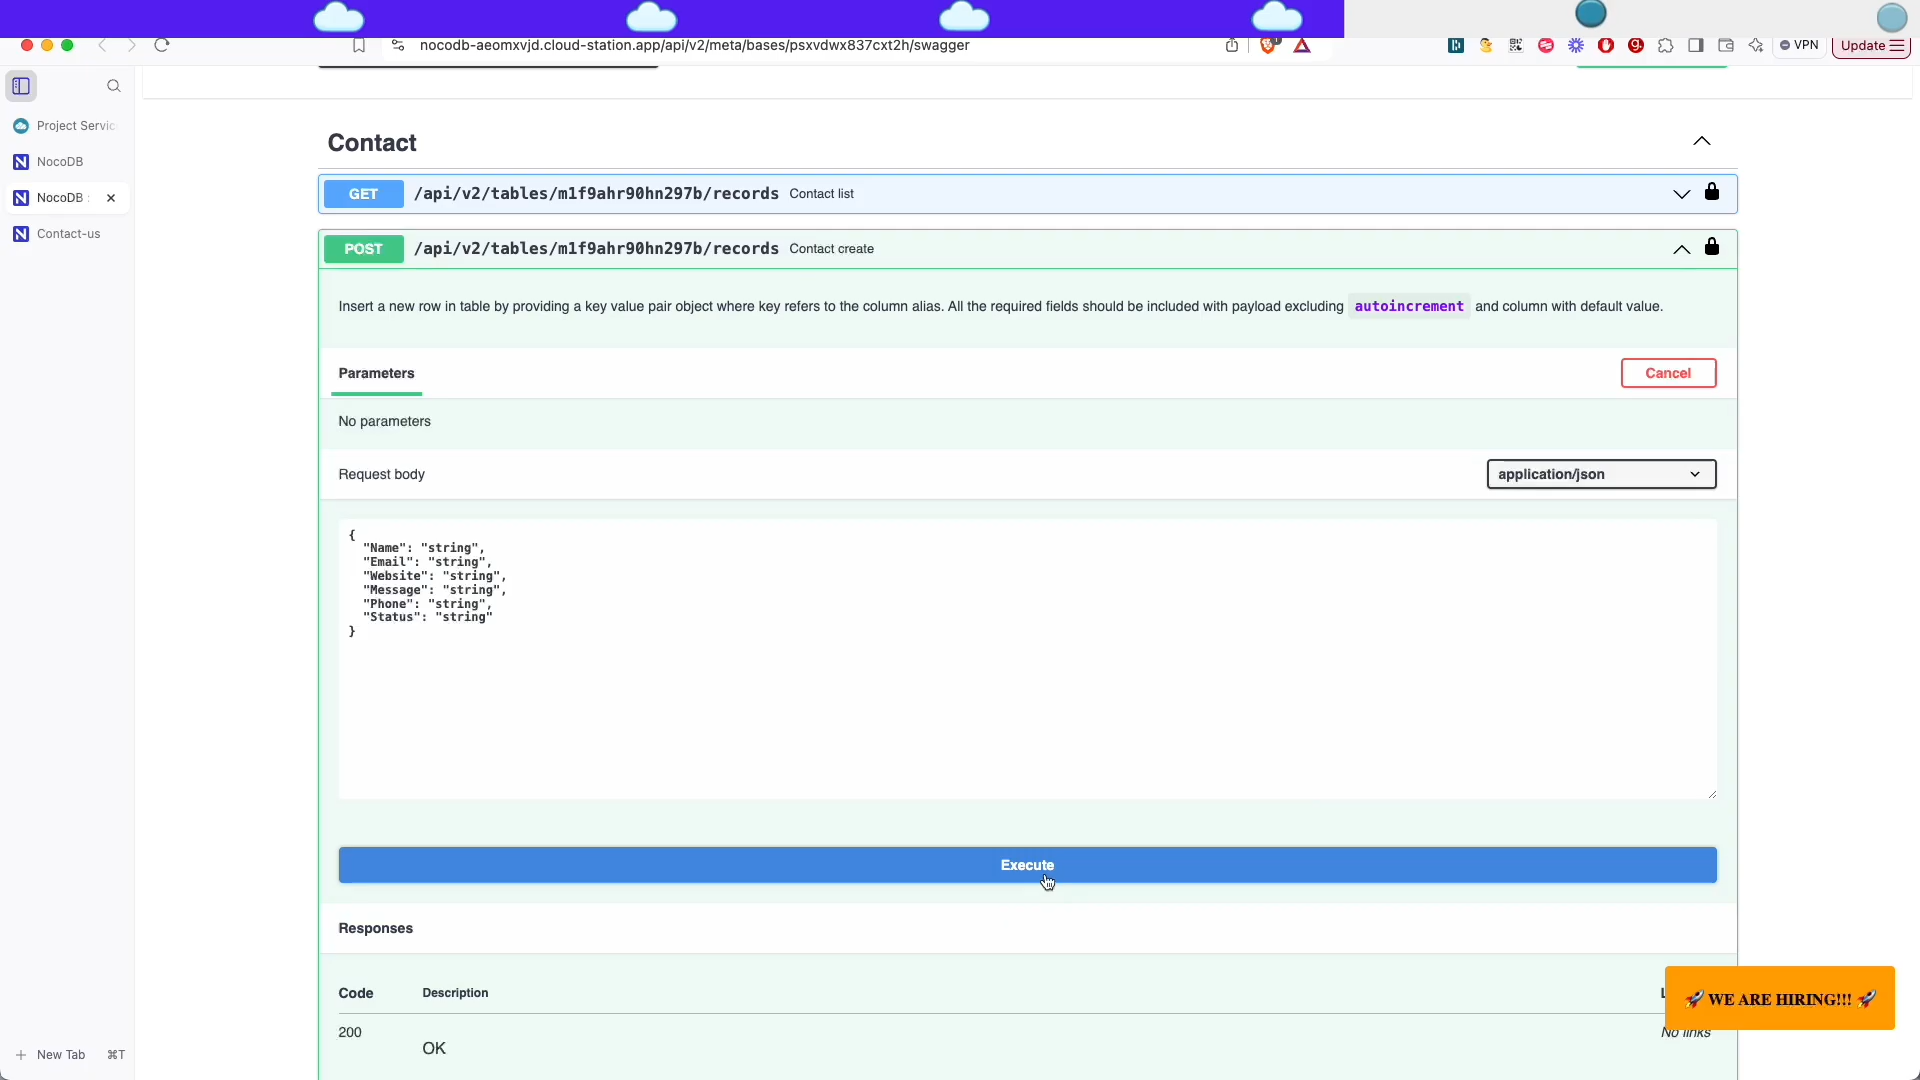 nocodb-aeomxvjd.cloud-station.app/api/v2/meta/bases/psxvdwx837cxt2h/swagger
VPN
Update
Project Servic
NocoDB
NocoDB :
Contact-us
Contact
GET /api/v2/tables/m1f9ahr90hn297b/records Contact list
POST /api/v2/tables/m1f9ahr90hn297b/records Contact create
Insert a new row in table by providing a key value pair object where key refers to the column alias. All the required fields should be included with payload excluding autoincrement and column with default value.
Parameters
Cancel
No parameters
Request body
application/json
{
"Name": "string",
"Email": "string",
"Website": "string",
"Message": "string",
"Phone": "string",
"Status": "string"
}
Execute
Responses
Code Description
🚀 WE ARE HIRING!!! 🚀
200 No links
OK
+ New Tab ⌘T